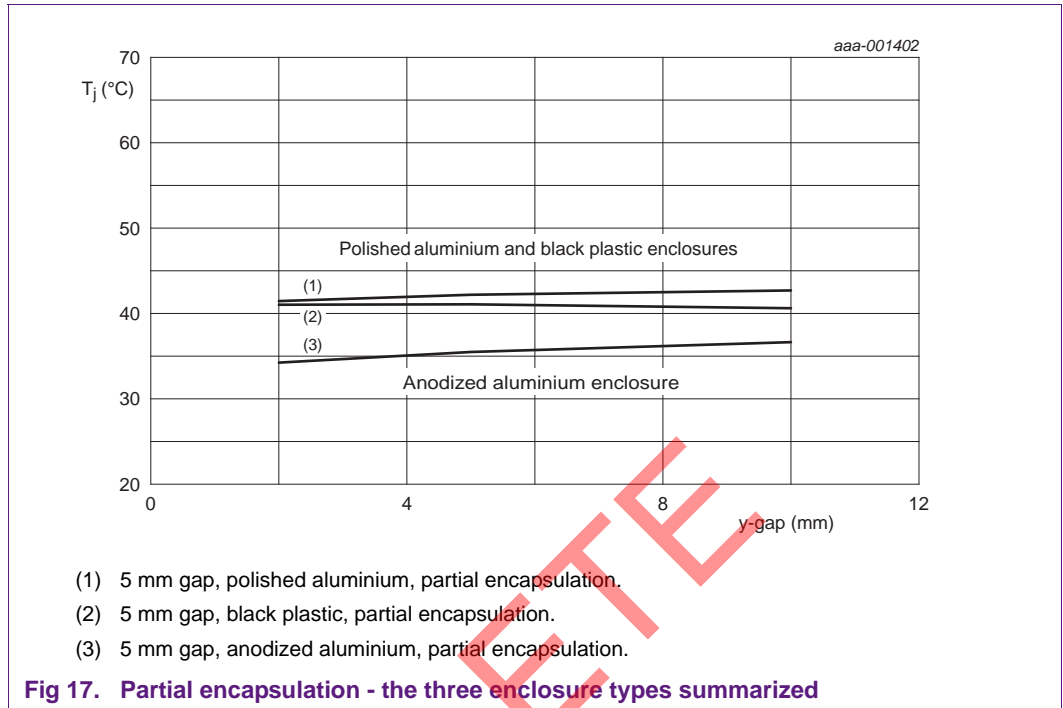 aaa-001402
70
Tj (°C)
60
50
Polished aluminium and black plastic enclosures
(1)
40
(2)
(3)
Anodized aluminium enclosure
30
20
0 4 8 12
y-gap (mm)
(1) 5 mm gap, polished aluminium, partial encapsulation.
(2) 5 mm gap, black plastic, partial encapsulation.
(3) 5 mm gap, anodized aluminium, partial encapsulation.
Fig 17. Partial encapsulation - the three enclosure types summarized
ETE